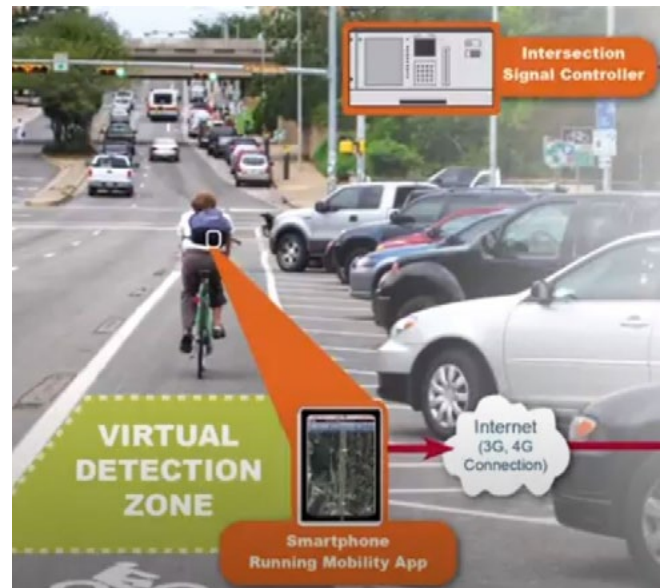 Intersection
Signal Controller
VIRTUAL
DETECTION
ZONE
Internet
(3G, 4G
Connection)
Smartphone
Running Mobility App